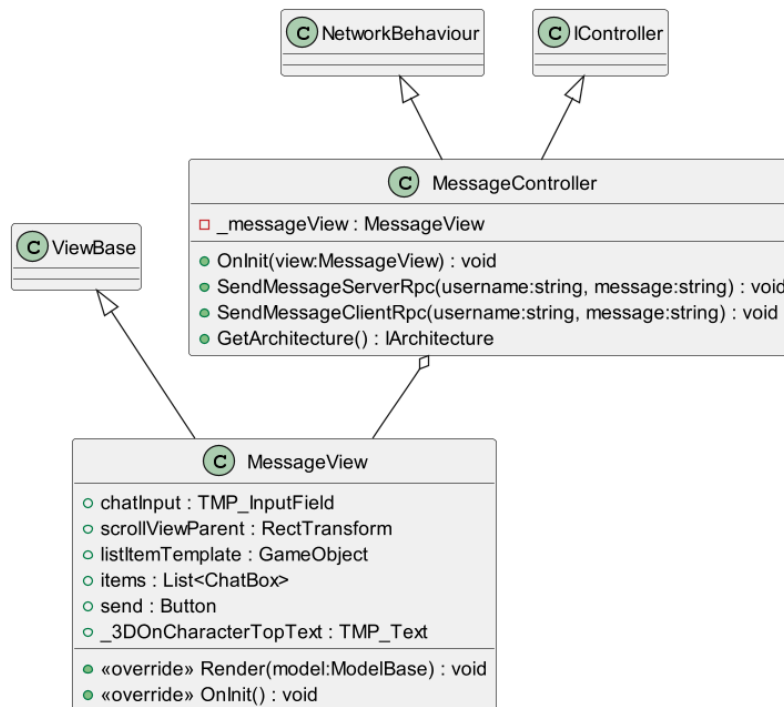 C NetworkBehaviour
C IController
C MessageController
_messageView : MessageView
OnInit(view:MessageView) : void
SendMessageServerRpc(username:string, message:string) : void
SendMessageClientRpc(username:string, message:string) : void
GetArchitecture() : IArchitecture
C ViewBase
C MessageView
chatInput : TMP_InputField
scrollViewParent : RectTransform
listItemTemplate : GameObject
items : List<ChatBox>
send : Button
_3DOnCharacterTopText : TMP_Text
«override» Render(model:ModelBase) : void
«override» OnInit() : void